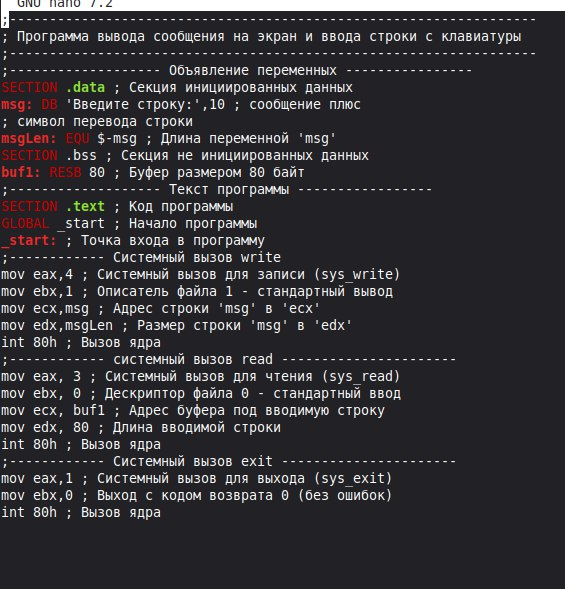 GNU nano 7.2
;------------------------------------------------------------------
; Программа вывода сообщения на экран и ввода строки с клавиатуры
;------------------------------------------------------------------
;------------------- Объявление переменных ----------------
SECTION .data ; Секция инициированных данных
msg: DB 'Введите строку:',10 ; сообщение плюс
; символ перевода строки
msgLen: EQU $-msg ; Длина переменной 'msg'
SECTION .bss ; Секция не инициированных данных
buf1: RESB 80 ; Буфер размером 80 байт
;------------------- Текст программы -----------------
SECTION .text ; Код программы
GLOBAL _start ; Начало программы
_start: ; Точка входа в программу
;------------ Cистемный вызов write
mov eax,4 ; Системный вызов для записи (sys_write)
mov ebx,1 ; Описатель файла 1 - стандартный вывод
mov ecx,msg ; Адрес строки 'msg' в 'ecx'
mov edx,msgLen ; Размер строки 'msg' в 'edx'
int 80h ; Вызов ядра
;------------ системный вызов read ----------------------
mov eax, 3 ; Системный вызов для чтения (sys_read)
mov ebx, 0 ; Дескриптор файла 0 - стандартный ввод
mov ecx, buf1 ; Адрес буфера под вводимую строку
mov edx, 80 ; Длина вводимой строки
int 80h ; Вызов ядра
;------------ Системный вызов exit ----------------------
mov eax,1 ; Системный вызов для выхода (sys_exit)
mov ebx,0 ; Выход с кодом возврата 0 (без ошибок)
int 80h ; Вызов ядра